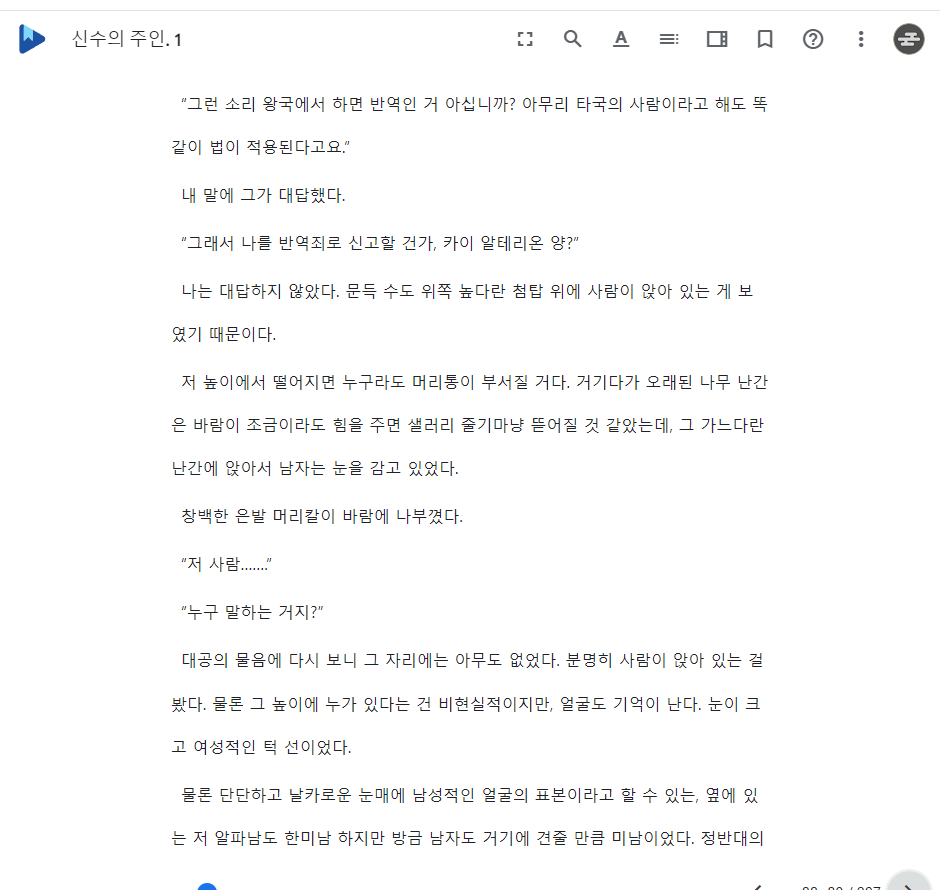 신수의 주인. 1
“그런 소리 왕국에서 하면 반역인 거 아십니까? 아무리 타국의 사람이라고 해도 똑
같이 법이 적용된다고요.”
내 말에 그가 대답했다.
“그래서 나를 반역죄로 신고할 건가, 카이 알테리온 양?”
나는 대답하지 않았다. 문득 수도 위쪽 높다란 첨탑 위에 사람이 앉아 있는 게 보
였기 때문이다.
저 높이에서 떨어지면 누구라도 머리통이 부서질 거다. 거기다가 오래된 나무 난간
은 바람이 조금이라도 힘을 주면 샐러리 줄기마냥 뜯어질 것 같았는데, 그 가느다란
난간에 앉아서 남자는 눈을 감고 있었다.
창백한 은발 머리칼이 바람에 나부꼈다.
“저 사람…….”
“누구 말하는 거지?”
대공의 물음에 다시 보니 그 자리에는 아무도 없었다. 분명히 사람이 앉아 있는 걸
봤다. 물론 그 높이에 누가 있다는 건 비현실적이지만, 얼굴도 기억이 난다. 눈이 크
고 여성적인 턱 선이었다.
물론 단단하고 날카로운 눈매에 남성적인 얼굴의 표본이라고 할 수 있는, 옆에 있
는 저 알파남도 한미남 하지만 방금 남자도 거기에 견줄 만큼 미남이었다. 정반대의